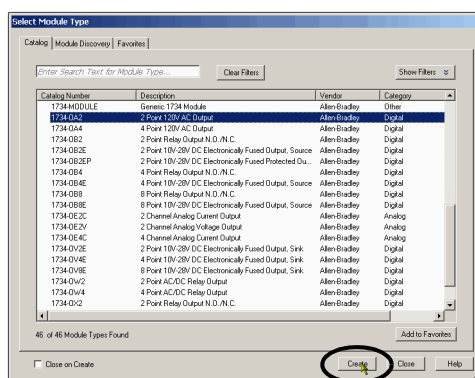 Select Module Type
Catalog Module Discovery Favorites
Enter Search Text for Module Type... Clear Filters Show Filters
Catalog Number Description Vendor Category
1734-MODULE Generic 1734 Module Allen-Bradley Other
1734-OA2 2 Point 120V AC Output Allen-Bradley Digital
1734-OA4 4 Point 120V AC Output Allen-Bradley Digital
1734-OB2 2 Point Relay Output N.O./N.C. Allen-Bradley Digital
1734-OB2E 2 Point 10V-28V DC Electronically Fused Output, Source Allen-Bradley Digital
1734-OB2EP 2 Point 10V-28V DC Electronically Fused Protected Ou... Allen-Bradley Digital
1734-OB4 4 Point Relay Output N.O./N.C. Allen-Bradley Digital
1734-OB4E 4 Point 10V-28V DC Electronically Fused Output, Source Allen-Bradley Digital
1734-OB8 8 Point Relay Output N.O./N.C. Allen-Bradley Digital
1734-OB8E 8 Point 10V-28V DC Electronically Fused Output, Source Allen-Bradley Digital
1734-OE2C 2 Channel Analog Current Output Allen-Bradley Analog
1734-OE2V 2 Channel Analog Voltage Output Allen-Bradley Analog
1734-OE4C 4 Channel Analog Current Output Allen-Bradley Analog
1734-OV2E 2 Point 10V-28V DC Electronically Fused Output, Sink Allen-Bradley Digital
1734-OV4E 4 Point 10V-28V DC Electronically Fused Output, Sink Allen-Bradley Digital
1734-OV8E 8 Point 10V-28V DC Electronically Fused Output, Sink Allen-Bradley Digital
1734-OW2 2 Point AC/DC Relay Output Allen-Bradley Digital
1734-OW4 4 Point AC/DC Relay Output Allen-Bradley Digital
1734-OX2 2 Point Relay Output N.O./N.C. Allen-Bradley Digital
46 of 46 Module Types Found Add to Favorites
Close on Create Create Close Help